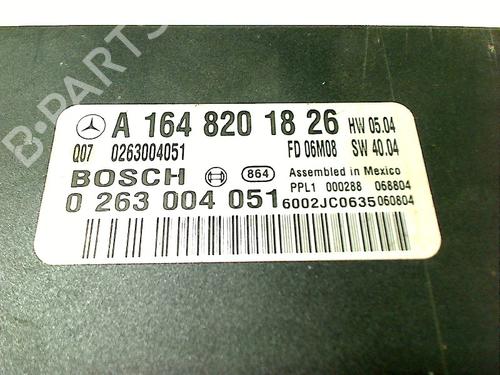 B-PARTS
A 164 820 18 26 HW 05.04
Q07 0263004051 FD 06M08 SW 40.04
BOSCH 864 Assembled in Mexico
PPL1 000288 068804
0 263 004 051 6002JC0635060804